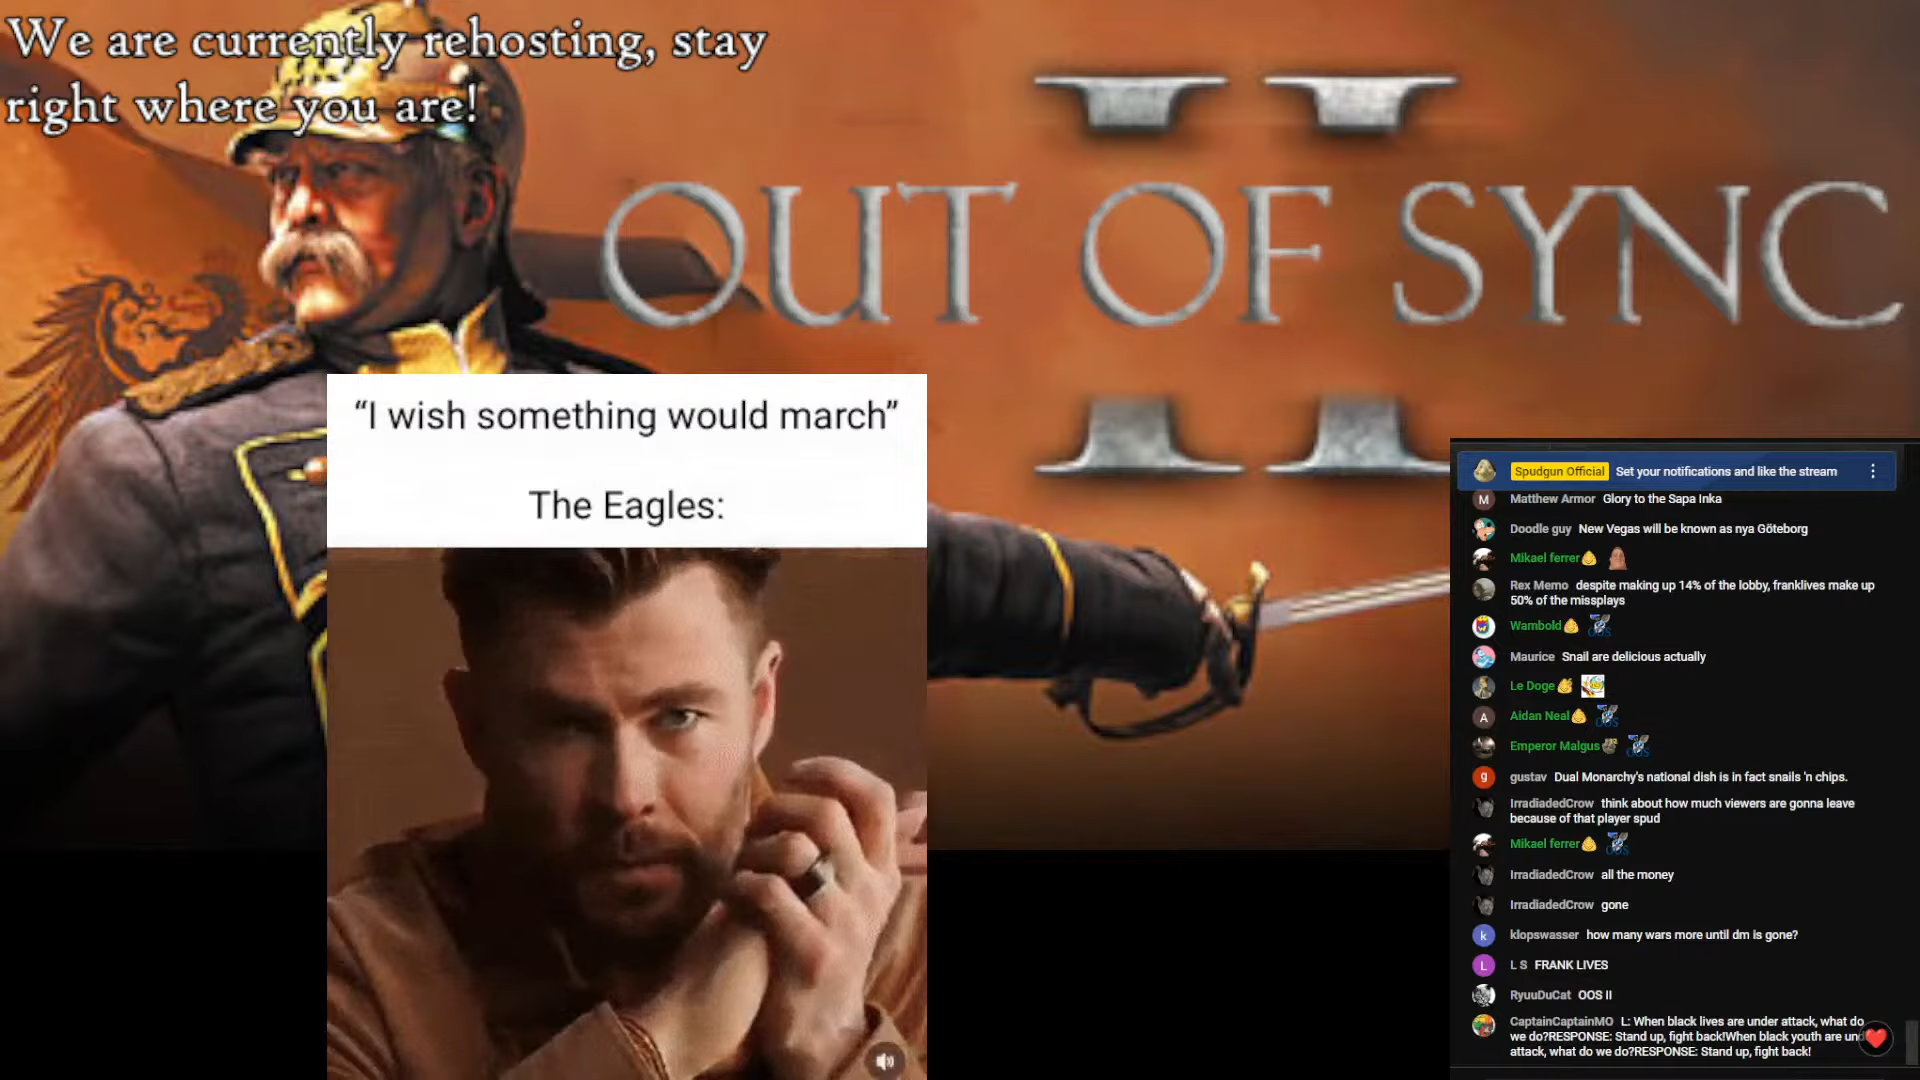 We are currently rehosting, stay
right where you are!
II
OUT OF SYNC
“I wish something would march”
The Eagles:
Spudgun Official Set your notifications and like the stream
M Matthew Armor Glory to the Sapa Inka
Doodle guy New Vegas will be known as nya Göteborg
Mikael ferrer
Rex Memo despite making up 14% of the lobby, franklives make up
50% of the missplays
Wambold OOS
Maurice Snail are delicious actually
Le Doge
A Aidan Neal OOS
Emperor Malgus OOS
g gustav Dual Monarchy's national dish is in fact snails 'n chips.
IrradiadedCrow think about how much viewers are gonna leave
because of that player spud
Mikael ferrer OOS
IrradiadedCrow all the money
IrradiadedCrow gone
k klopswasser how many wars more until dm is gone?
L L S FRANK LIVES
RyuuDuCat OOS II
CaptainCaptainMO L: When black lives are under attack, what do
we do?RESPONSE: Stand up, fight back!When black youth are und
attack, what do we do?RESPONSE: Stand up, fight back!